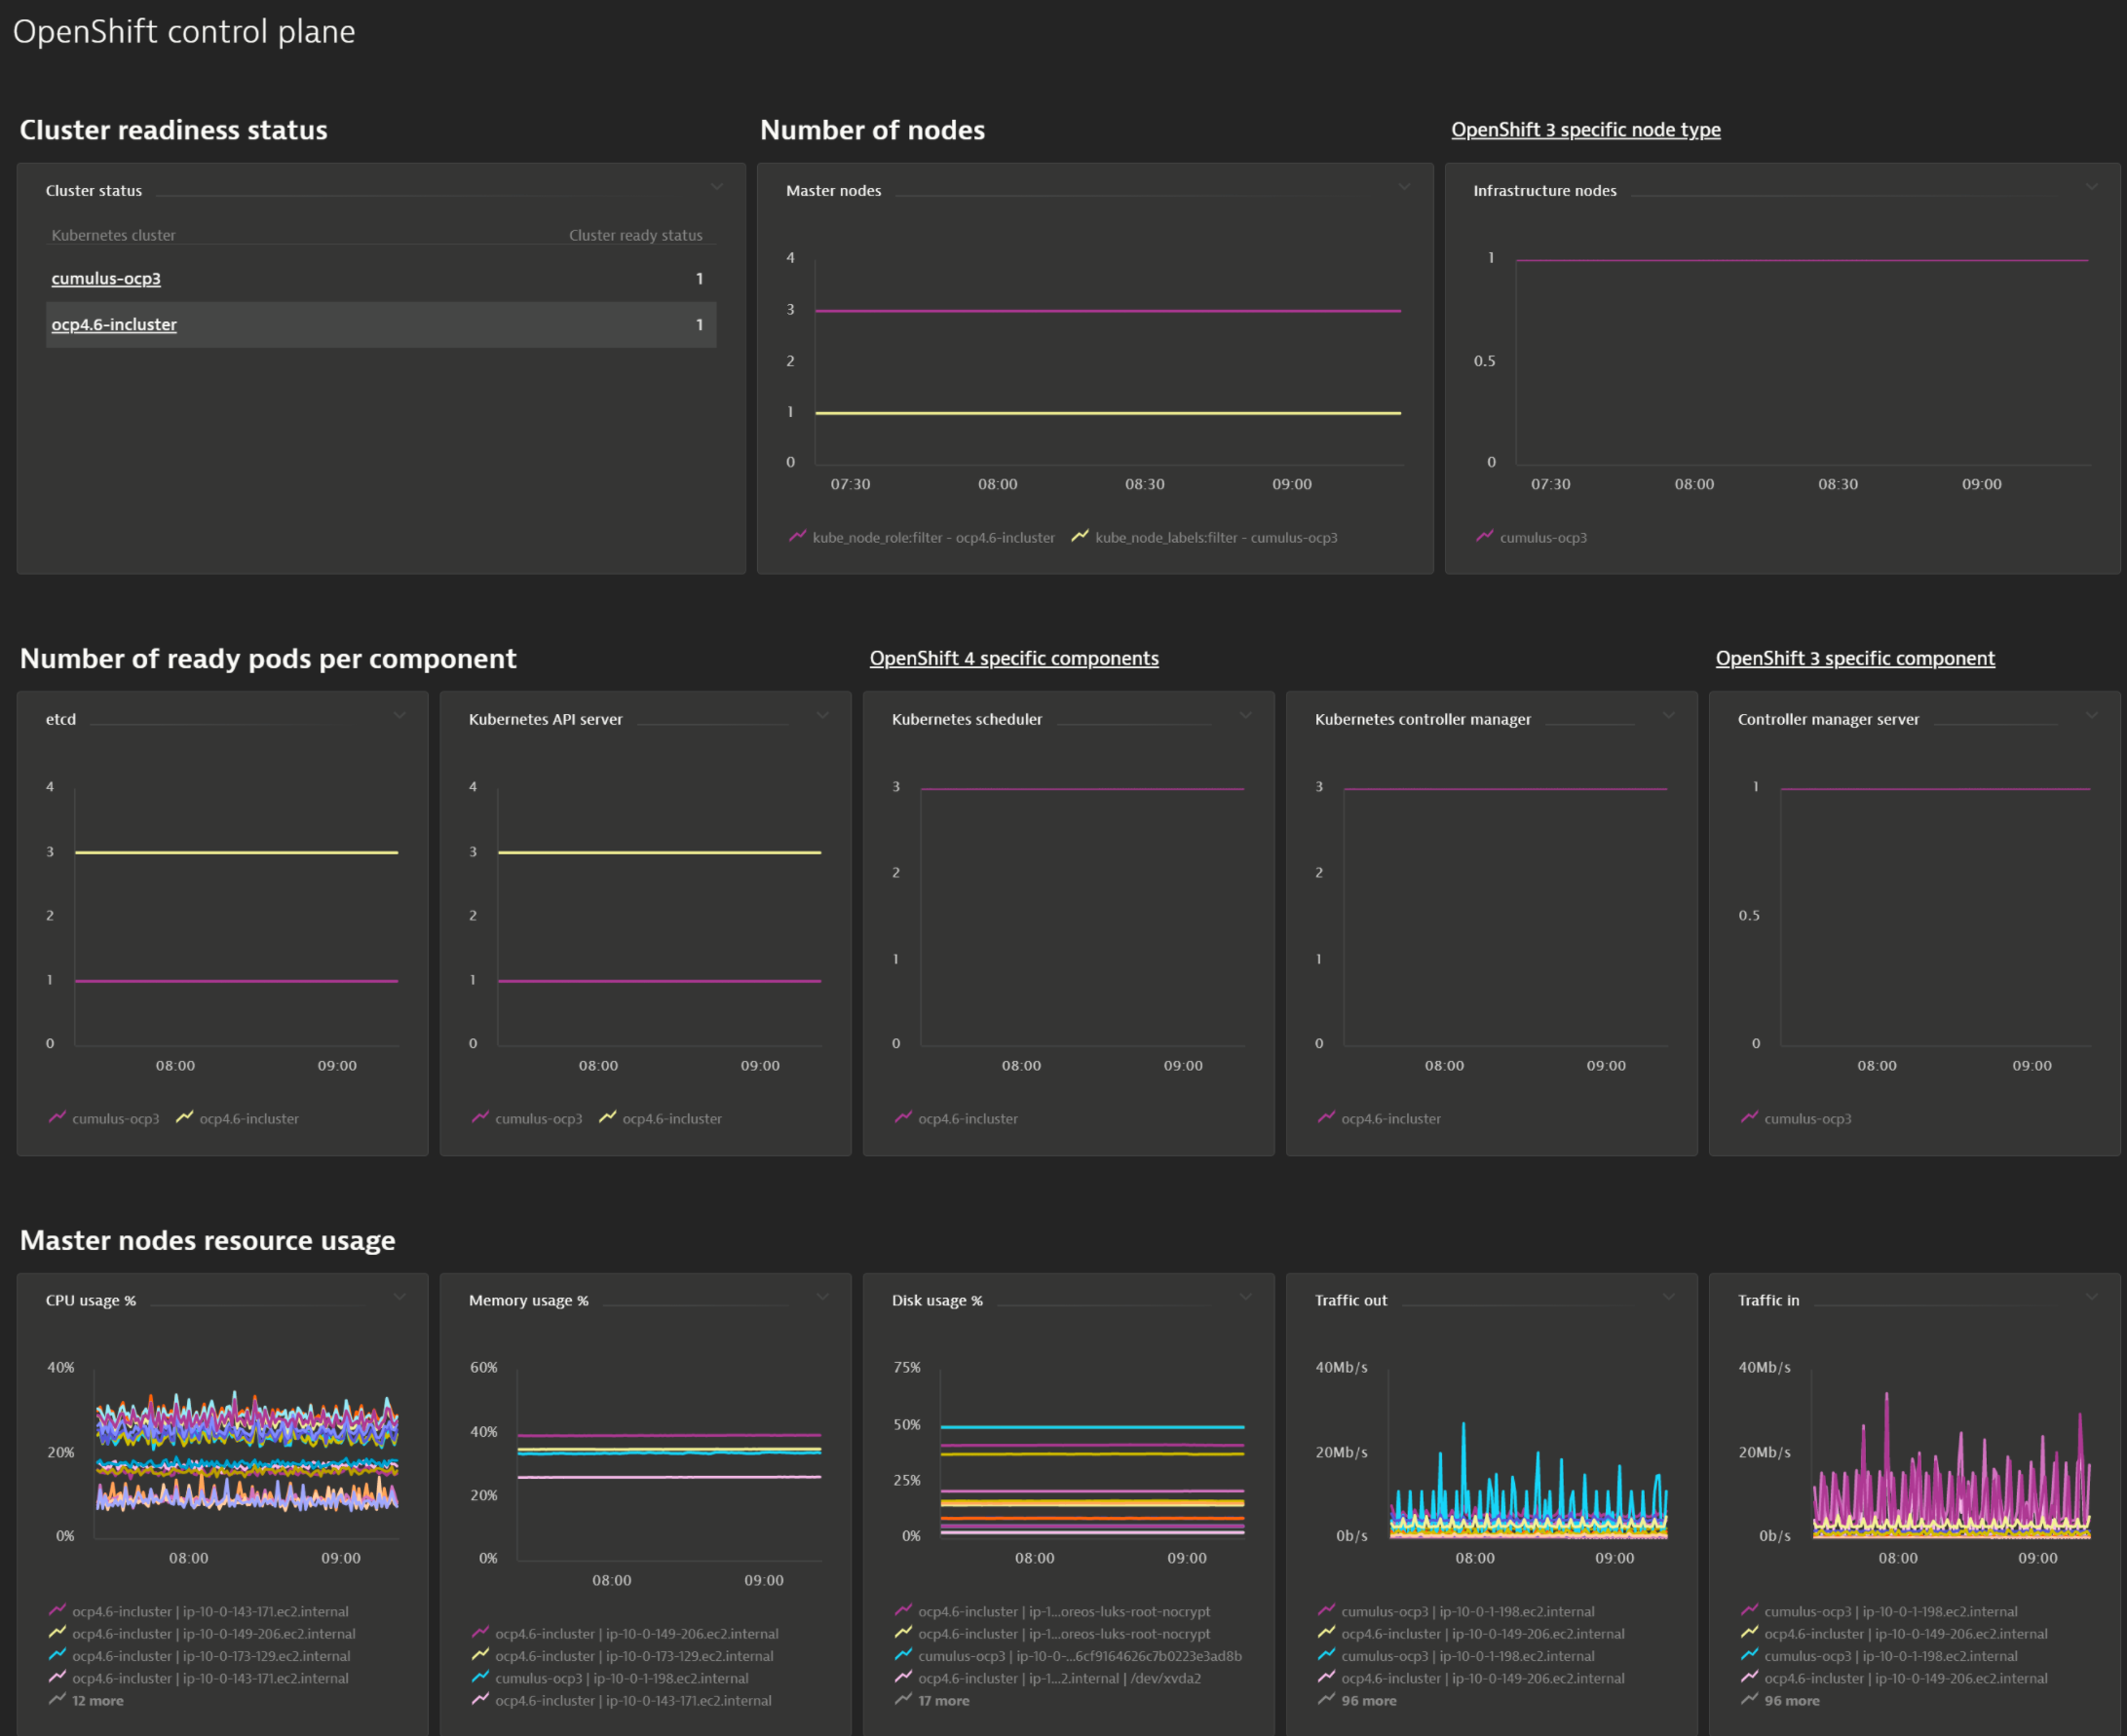 OpenShift control plane
Cluster readiness status
Number of nodes
OpenShift 3 specific node type
Cluster status
Kubernetes cluster Cluster ready status
cumulus-ocp3 1
ocp4.6-incluster 1
Master nodes
4
3
2
1
0
07:30 08:00 08:30 09:00
kube_node_role:filter - ocp4.6-incluster kube_node_labels:filter - cumulus-ocp3
Infrastructure nodes
1
0.5
0
07:30 08:00 08:30 09:00
cumulus-ocp3
Number of ready pods per component
OpenShift 4 specific components
OpenShift 3 specific component
etcd
4
3
2
1
0
08:00 09:00
cumulus-ocp3 ocp4.6-incluster
Kubernetes API server
4
3
2
1
0
08:00 09:00
cumulus-ocp3 ocp4.6-incluster
Kubernetes scheduler
3
2
1
0
08:00 09:00
ocp4.6-incluster
Kubernetes controller manager
3
2
1
0
08:00 09:00
ocp4.6-incluster
Controller manager server
1
0.5
0
08:00 09:00
cumulus-ocp3
Master nodes resource usage
CPU usage %
40%
20%
0%
08:00 09:00
ocp4.6-incluster | ip-10-0-143-171.ec2.internal
ocp4.6-incluster | ip-10-0-149-206.ec2.internal
ocp4.6-incluster | ip-10-0-173-129.ec2.internal
ocp4.6-incluster | ip-10-0-143-171.ec2.internal
12 more
Memory usage %
60%
40%
20%
0%
08:00 09:00
ocp4.6-incluster | ip-10-0-149-206.ec2.internal
ocp4.6-incluster | ip-10-0-173-129.ec2.internal
cumulus-ocp3 | ip-10-0-1-198.ec2.internal
ocp4.6-incluster | ip-10-0-143-171.ec2.internal
Disk usage %
75%
50%
25%
0%
08:00 09:00
ocp4.6-incluster | ip-1...oreos-luks-root-nocrypt
ocp4.6-incluster | ip-1...oreos-luks-root-nocrypt
cumulus-ocp3 | ip-10-0-...6cf9164626c7b0223e3ad8b
ocp4.6-incluster | ip-1...2.internal | /dev/xvda2
17 more
Traffic out
40Mb/s
20Mb/s
0b/s
08:00 09:00
cumulus-ocp3 | ip-10-0-1-198.ec2.internal
ocp4.6-incluster | ip-10-0-149-206.ec2.internal
cumulus-ocp3 | ip-10-0-1-198.ec2.internal
ocp4.6-incluster | ip-10-0-149-206.ec2.internal
96 more
Traffic in
40Mb/s
20Mb/s
0b/s
08:00 09:00
cumulus-ocp3 | ip-10-0-1-198.ec2.internal
ocp4.6-incluster | ip-10-0-149-206.ec2.internal
cumulus-ocp3 | ip-10-0-1-198.ec2.internal
ocp4.6-incluster | ip-10-0-149-206.ec2.internal
96 more